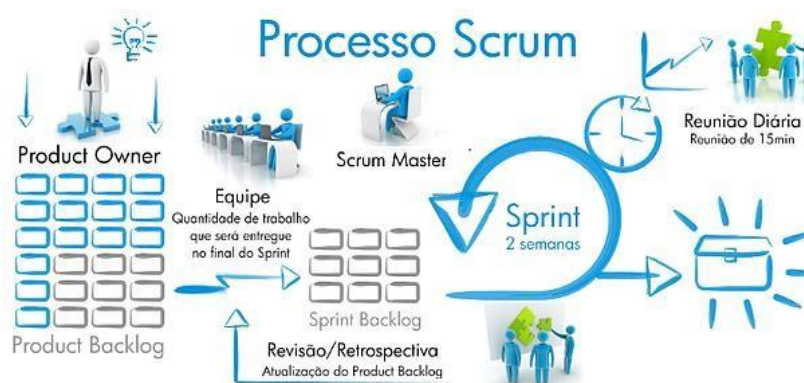 Processo Scrum
Product Owner
Scrum Master
Reunião Diária
Reunião de 15min
Equipe
Quantidade de trabalho
que será entregue
no final do Sprint
Sprint
2 semanas
Sprint Backlog
Product Backlog
Revisão/Retrospectiva
Atualização do Product Backlog